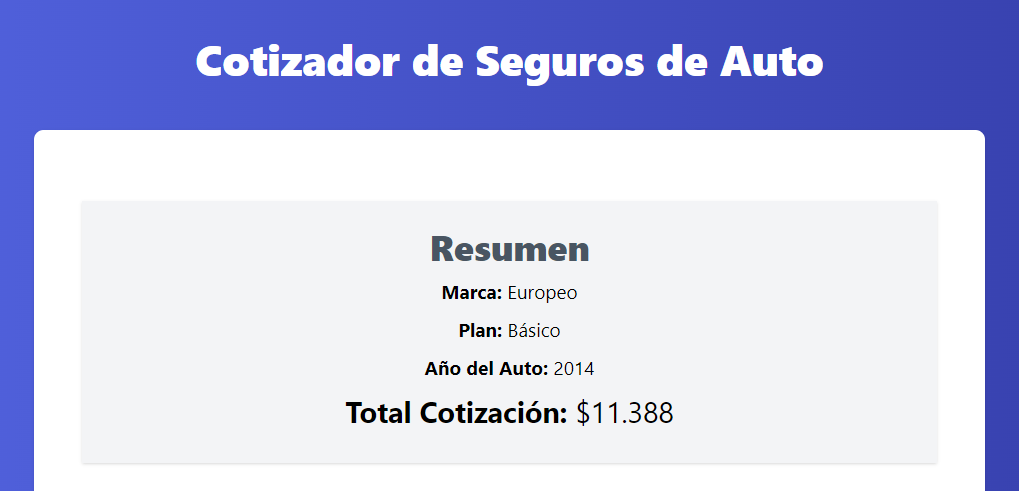 Cotizador de Seguros de Auto
Resumen
Marca: Europeo
Plan: Básico
Año del Auto: 2014
Total Cotización: $11.388